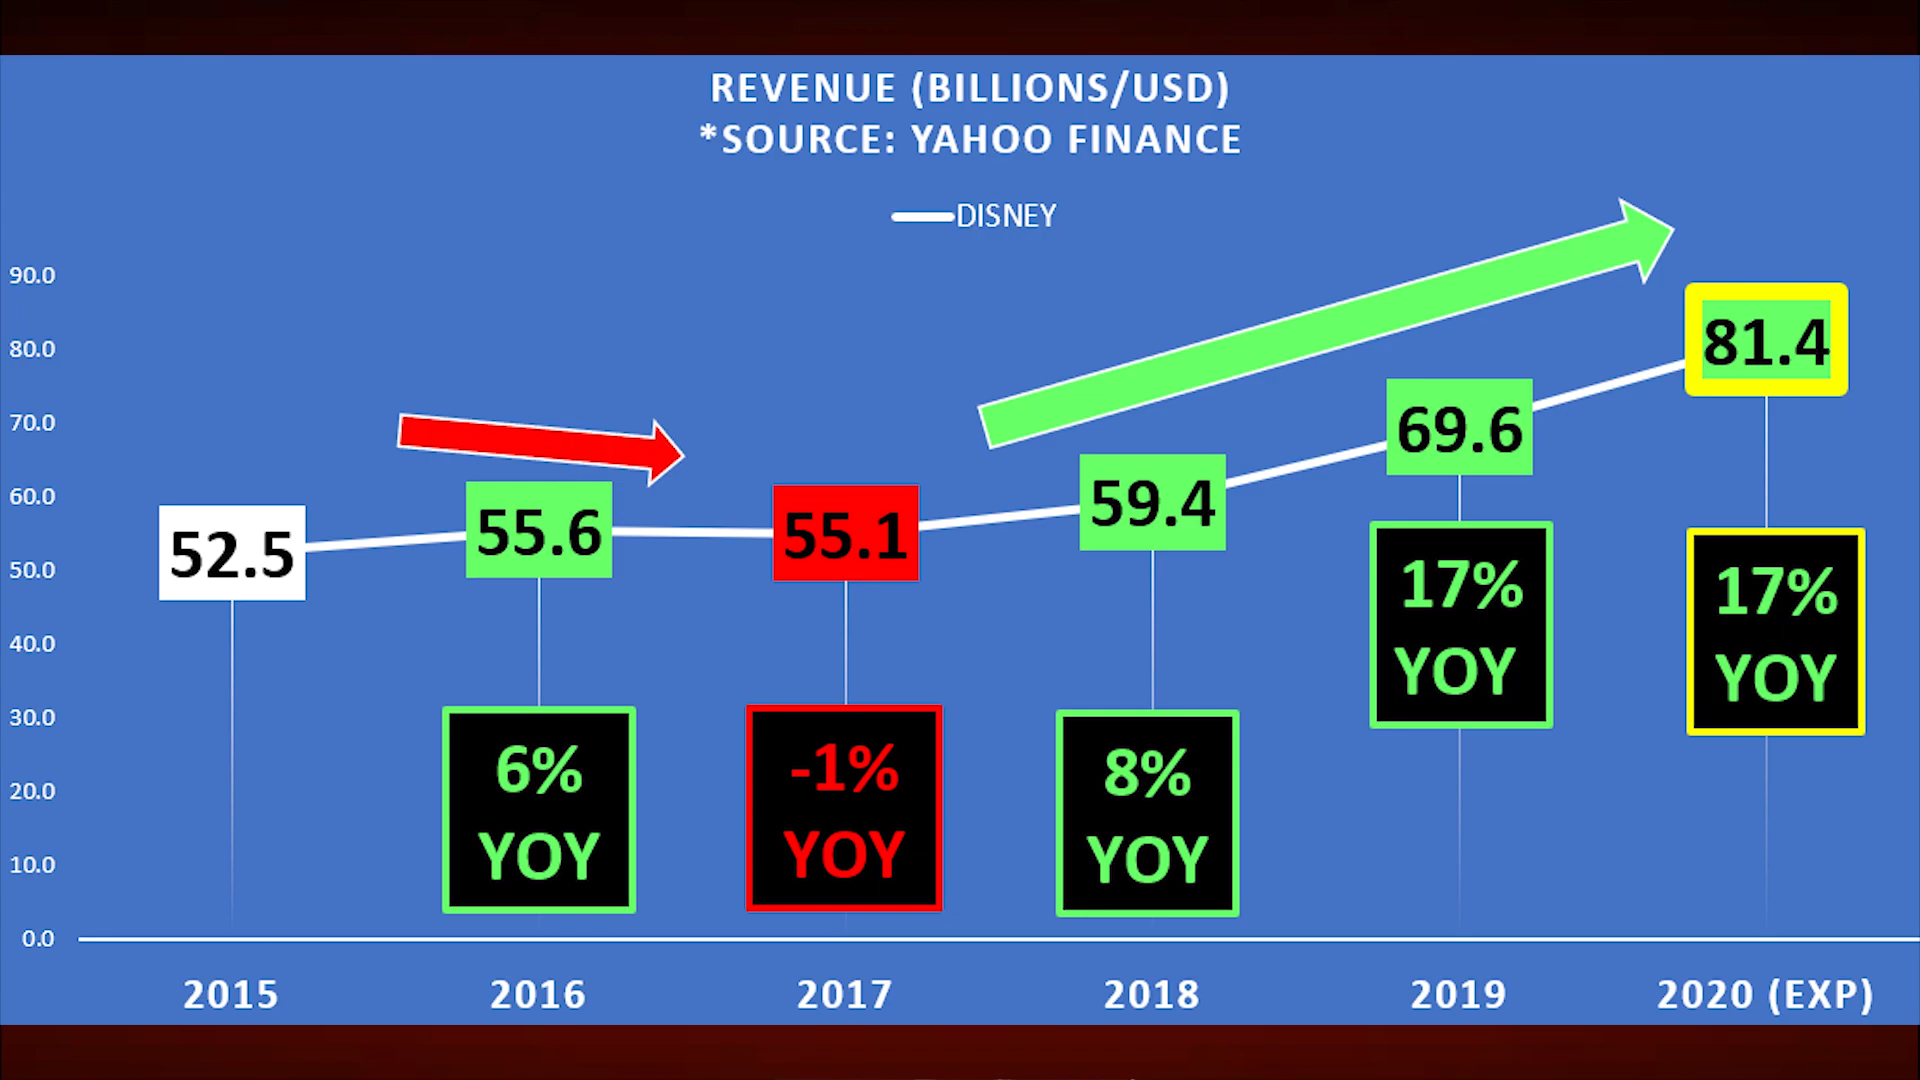 REVENUE (BILLIONS/USD)
*SOURCE: YAHOO FINANCE
DISNEY
90.0
80.0
70.0
60.0
50.0
40.0
30.0
20.0
10.0
0.0
52.5
55.6
55.1
59.4
69.6
81.4
6%
YOY
-1%
YOY
8%
YOY
17%
YOY
17%
YOY
2015
2016
2017
2018
2019
2020 (EXP)